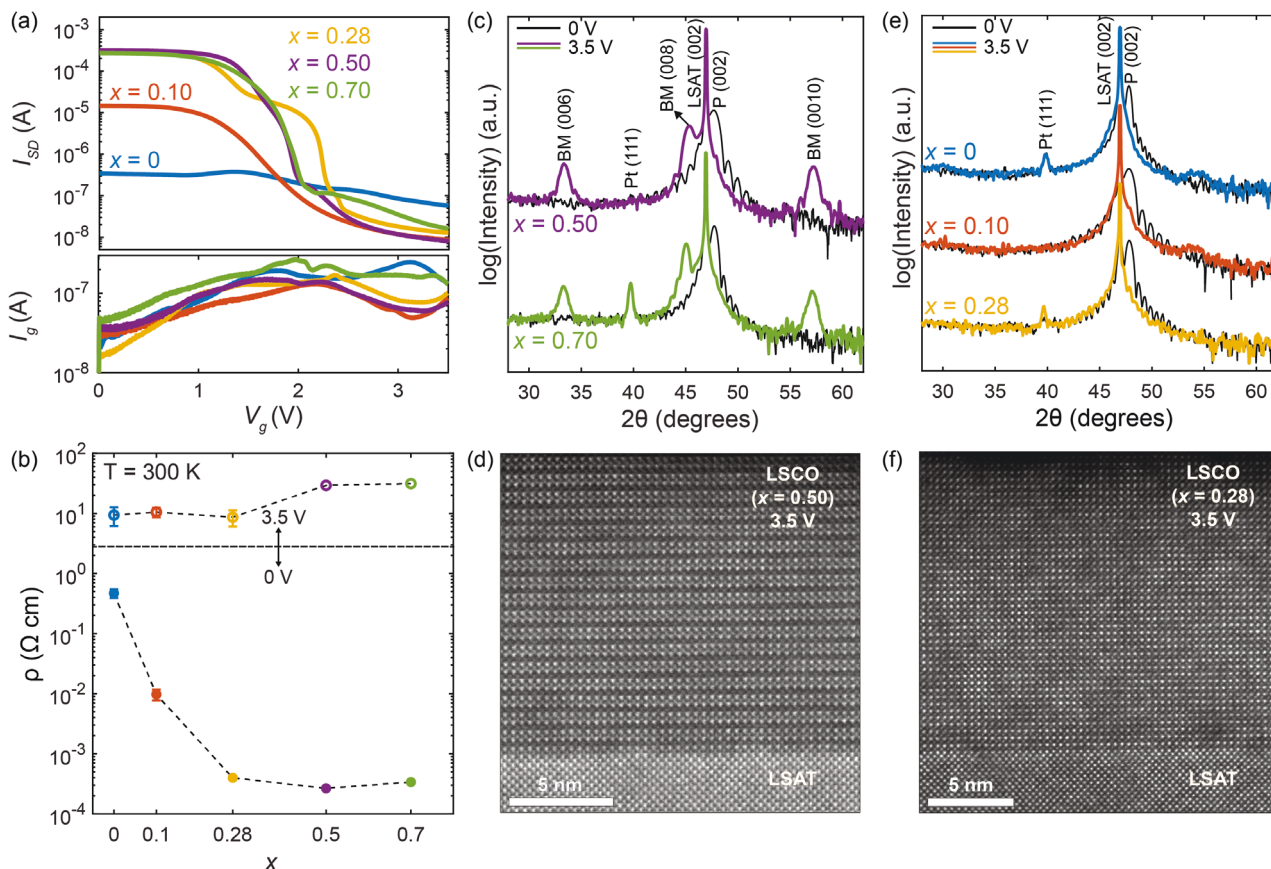 (a)
10⁻³
10⁻⁴
10⁻⁵
10⁻⁶
10⁻⁷
10⁻⁸
I_SD (A)
x = 0.28
x = 0.50
x = 0.70
x = 0.10
x = 0
10⁻⁷
10⁻⁸
I_g (A)
0 1 2 3
V_g (V)
(b)
T = 300 K
10²
10¹
10⁰
10⁻¹
10⁻²
10⁻³
10⁻⁴
ρ (Ω cm)
3.5 V
0 V
0 0.1 0.28 0.5 0.7
x
(c)
0 V
3.5 V
BM (006)
Pt (111)
BM (008)
LSAT (002)
P (002)
BM (0010)
x = 0.50
x = 0.70
log(Intensity) (a.u.)
30 35 40 45 50 55 60
2θ (degrees)
(d)
LSCO
(x = 0.50)
3.5 V
5 nm
LSAT
(e)
0 V
3.5 V
Pt (111)
LSAT (002)
P (002)
x = 0
x = 0.10
x = 0.28
log(Intensity) (a.u.)
30 35 40 45 50 55 60
2θ (degrees)
(f)
LSCO
(x = 0.28)
3.5 V
5 nm
LSAT